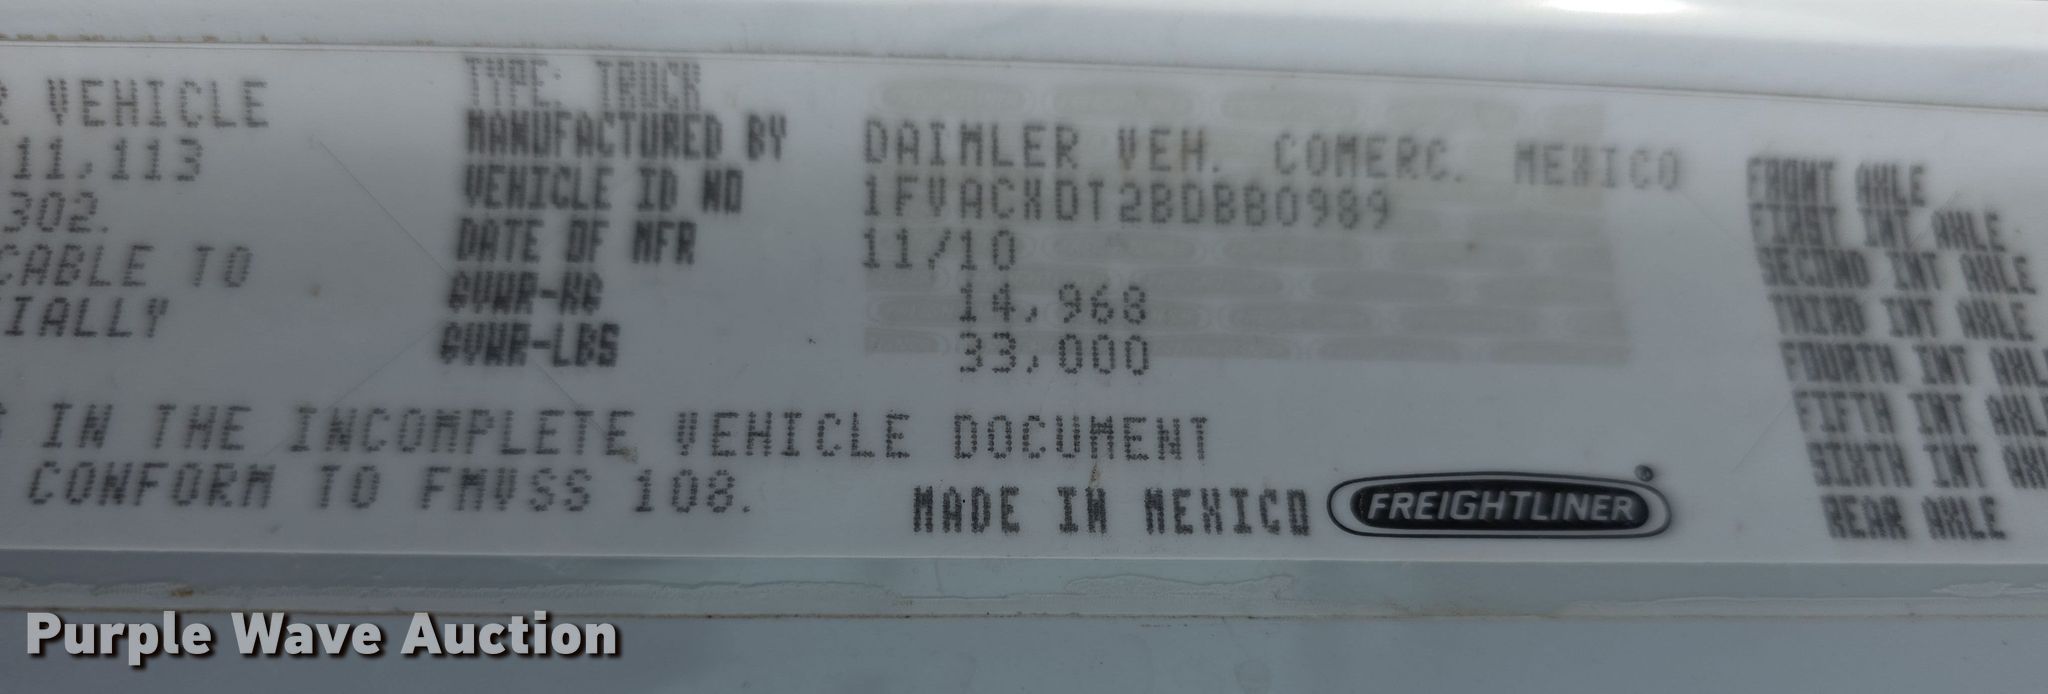 R VEHICLE
11,113
302.
CABLE TO
IALLY
TYPE: TRUCK
MANUFACTURED BY DAIMLER VEH. COMERC. MEXICO
VEHICLE ID NO 1FVACXDT2BDBB0989
DATE OF MFR 11/10
GVWR-KG 14,968
GVWR-LBS 33,000
IN THE INCOMPLETE VEHICLE DOCUMENT
CONFORM TO FMVSS 108.
MADE IN MEXICO
FREIGHTLINER®
FRONT AXLE
FIRST INT AXLE
SECOND INT AXLE
THIRD INT AXLE
FOURTH INT AXL
FIFTH INT AXL
SIXTH INT AX
REAR AXLE
Purple Wave Auction